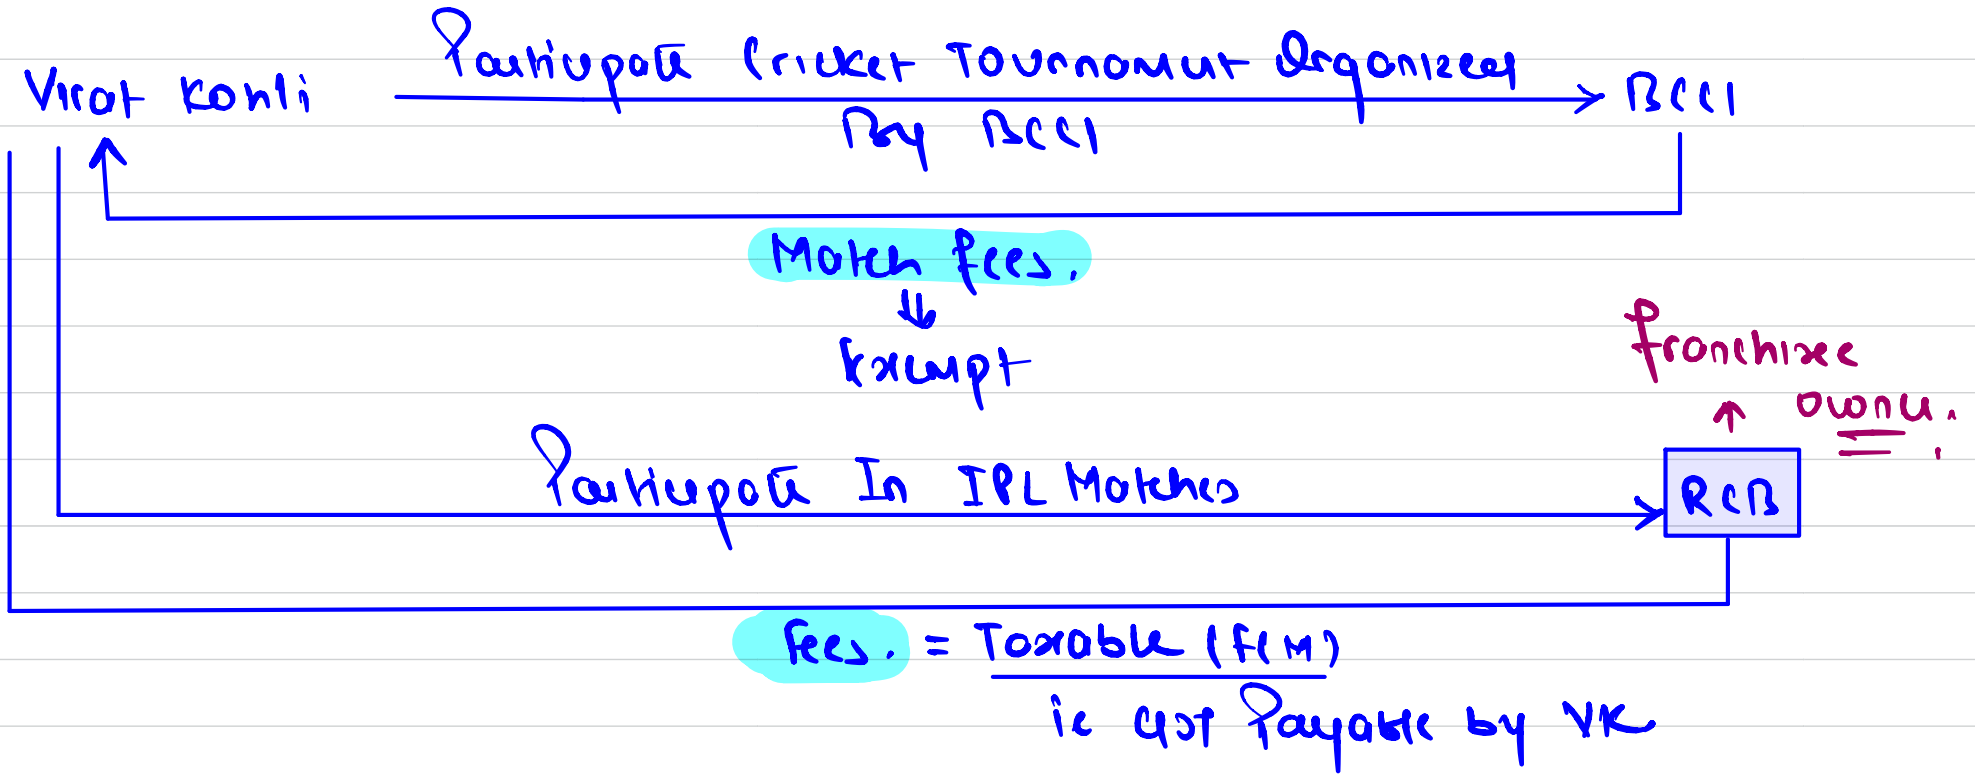 Virat Kohli
Participate Cricket Tournament Organized
By BCCI
BCCI
Match fees.
Exempt
franchisee
owner.
Participate In IPL Matches
RCB
Fees. = Taxable (FCM)
ie GST Payable by VK